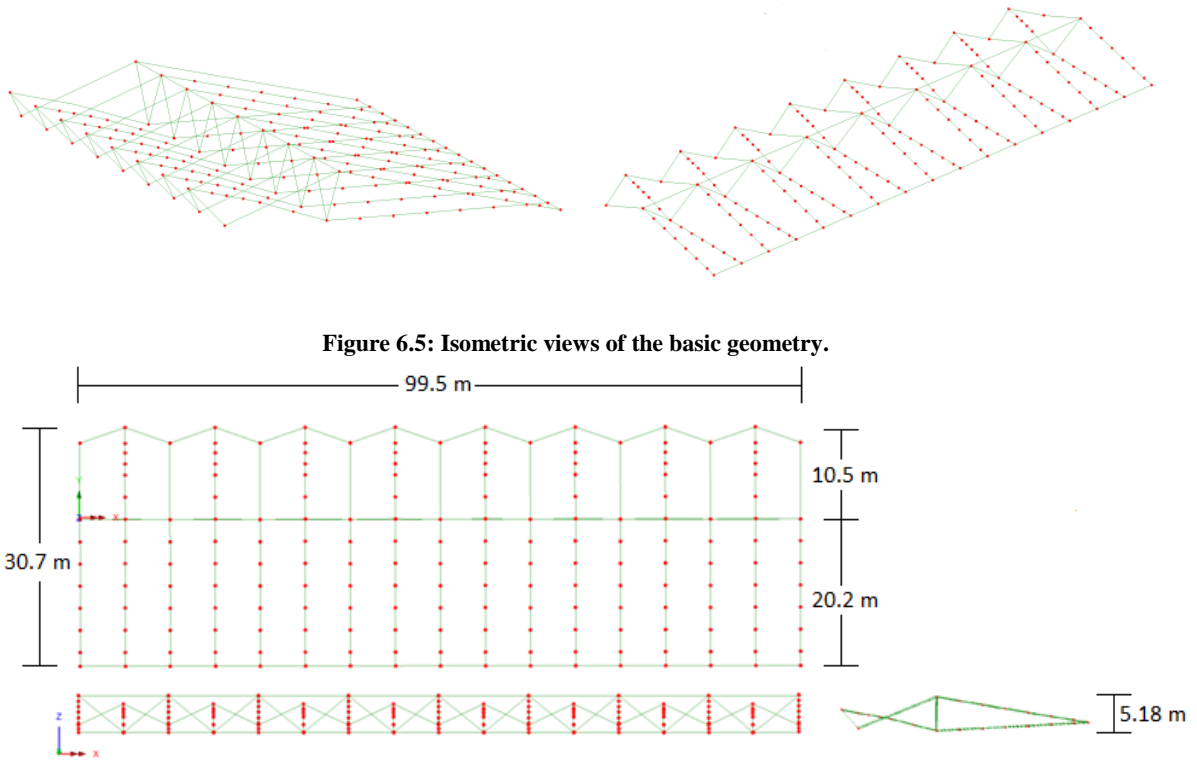 Figure 6.5: Isometric views of the basic geometry.
99.5 m
10.5 m
Y
Z X
30.7 m
20.2 m
5.18 m
Z
X